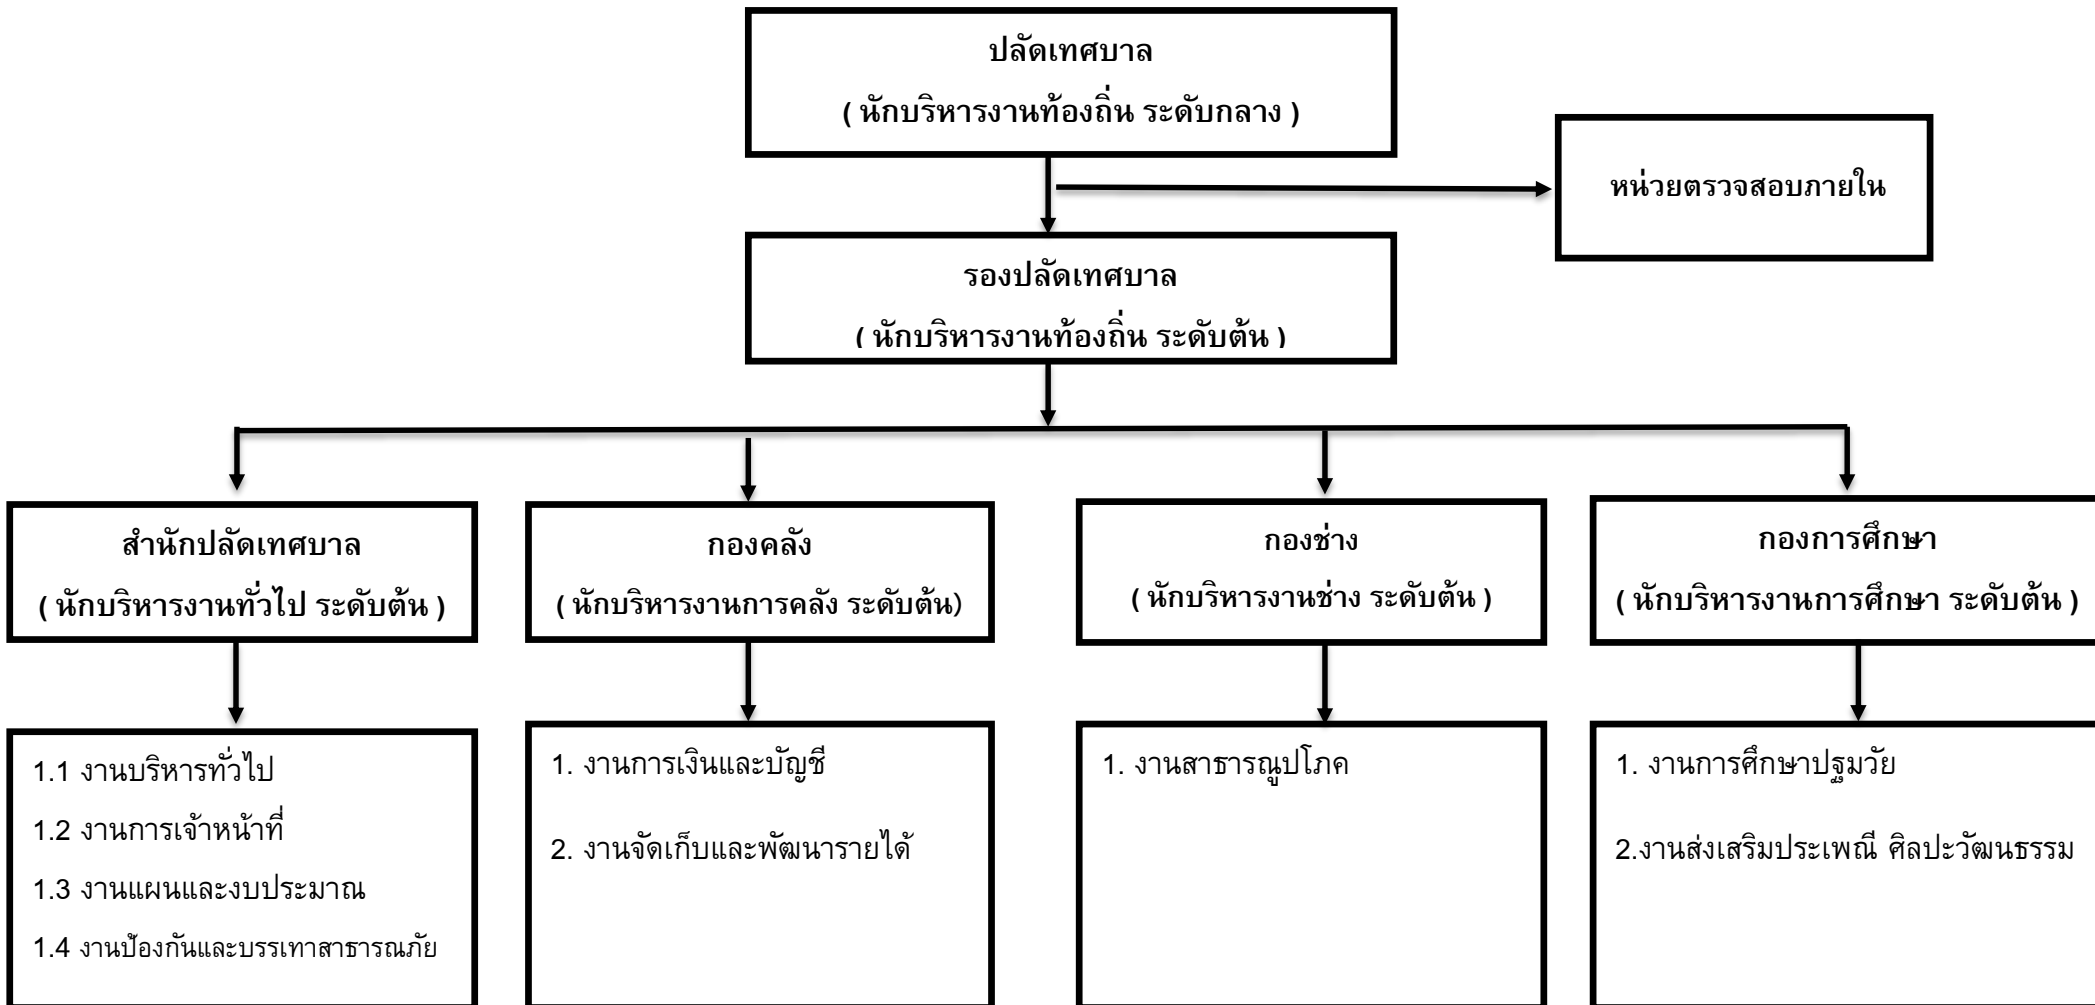 ปลัดเทศบาล
( นักบริหารงานท้องถิ่น ระดับกลาง )
หน่วยตรวจสอบภายใน
รองปลัดเทศบาล
( นักบริหารงานท้องถิ่น ระดับต้น )
สำนักปลัดเทศบาล
( นักบริหารงานทั่วไป ระดับต้น )
กองคลัง
( นักบริหารงานการคลัง ระดับต้น)
กองช่าง
( นักบริหารงานช่าง ระดับต้น )
กองการศึกษา
( นักบริหารงานการศึกษา ระดับต้น )
1.1 งานบริหารทั่วไป
1.2 งานการเจ้าหน้าที่
1.3 งานแผนและงบประมาณ
1.4 งานป้องกันและบรรเทาสาธารณภัย
1. งานการเงินและบัญชี
2. งานจัดเก็บและพัฒนารายได้
1. งานสาธารณูปโภค
1. งานการศึกษาปฐมวัย
2.งานส่งเสริมประเพณี ศิลปะวัฒนธรรม